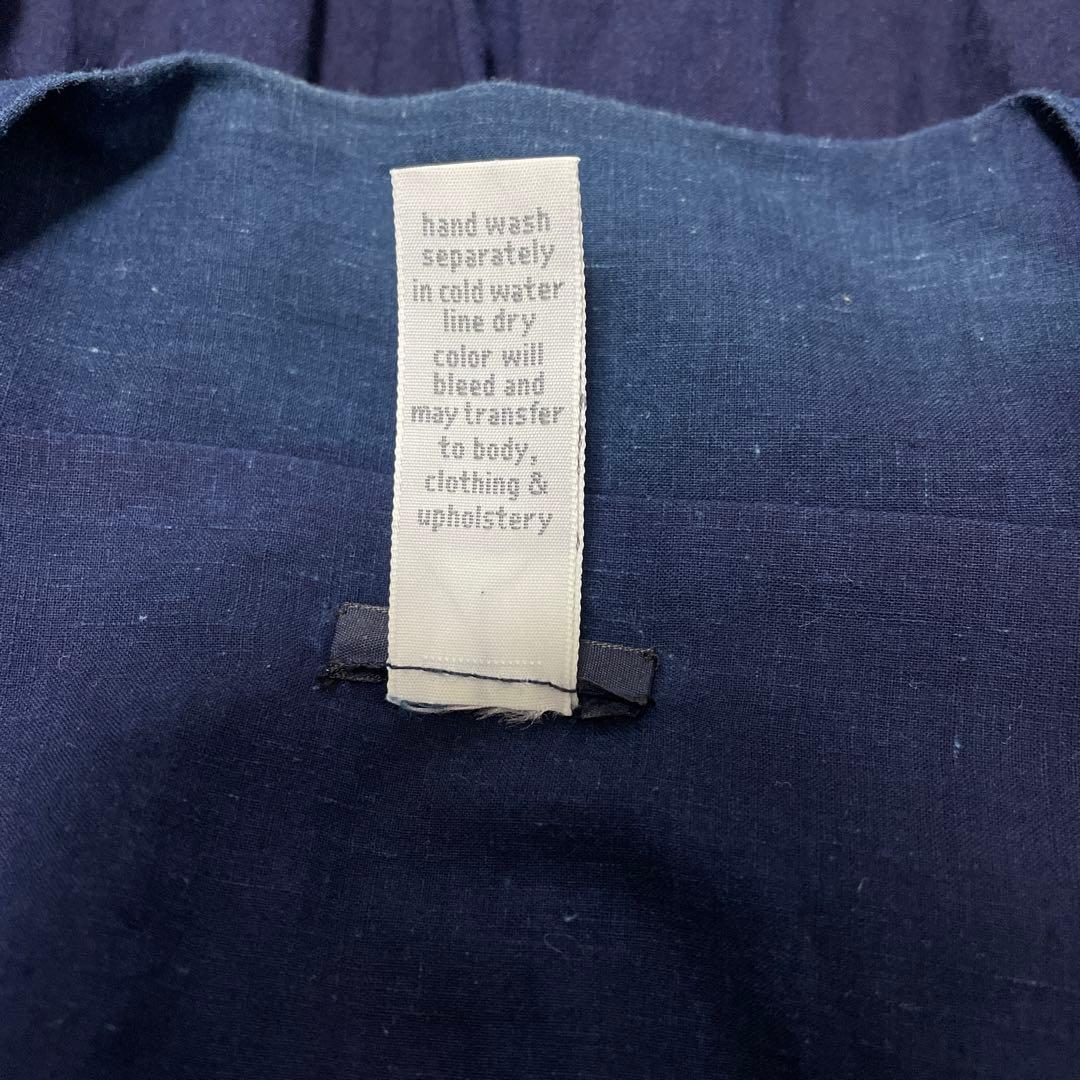 hand wash
separately
in cold water
line dry
color will
bleed and
may transfer
to body,
clothing &
upholstery